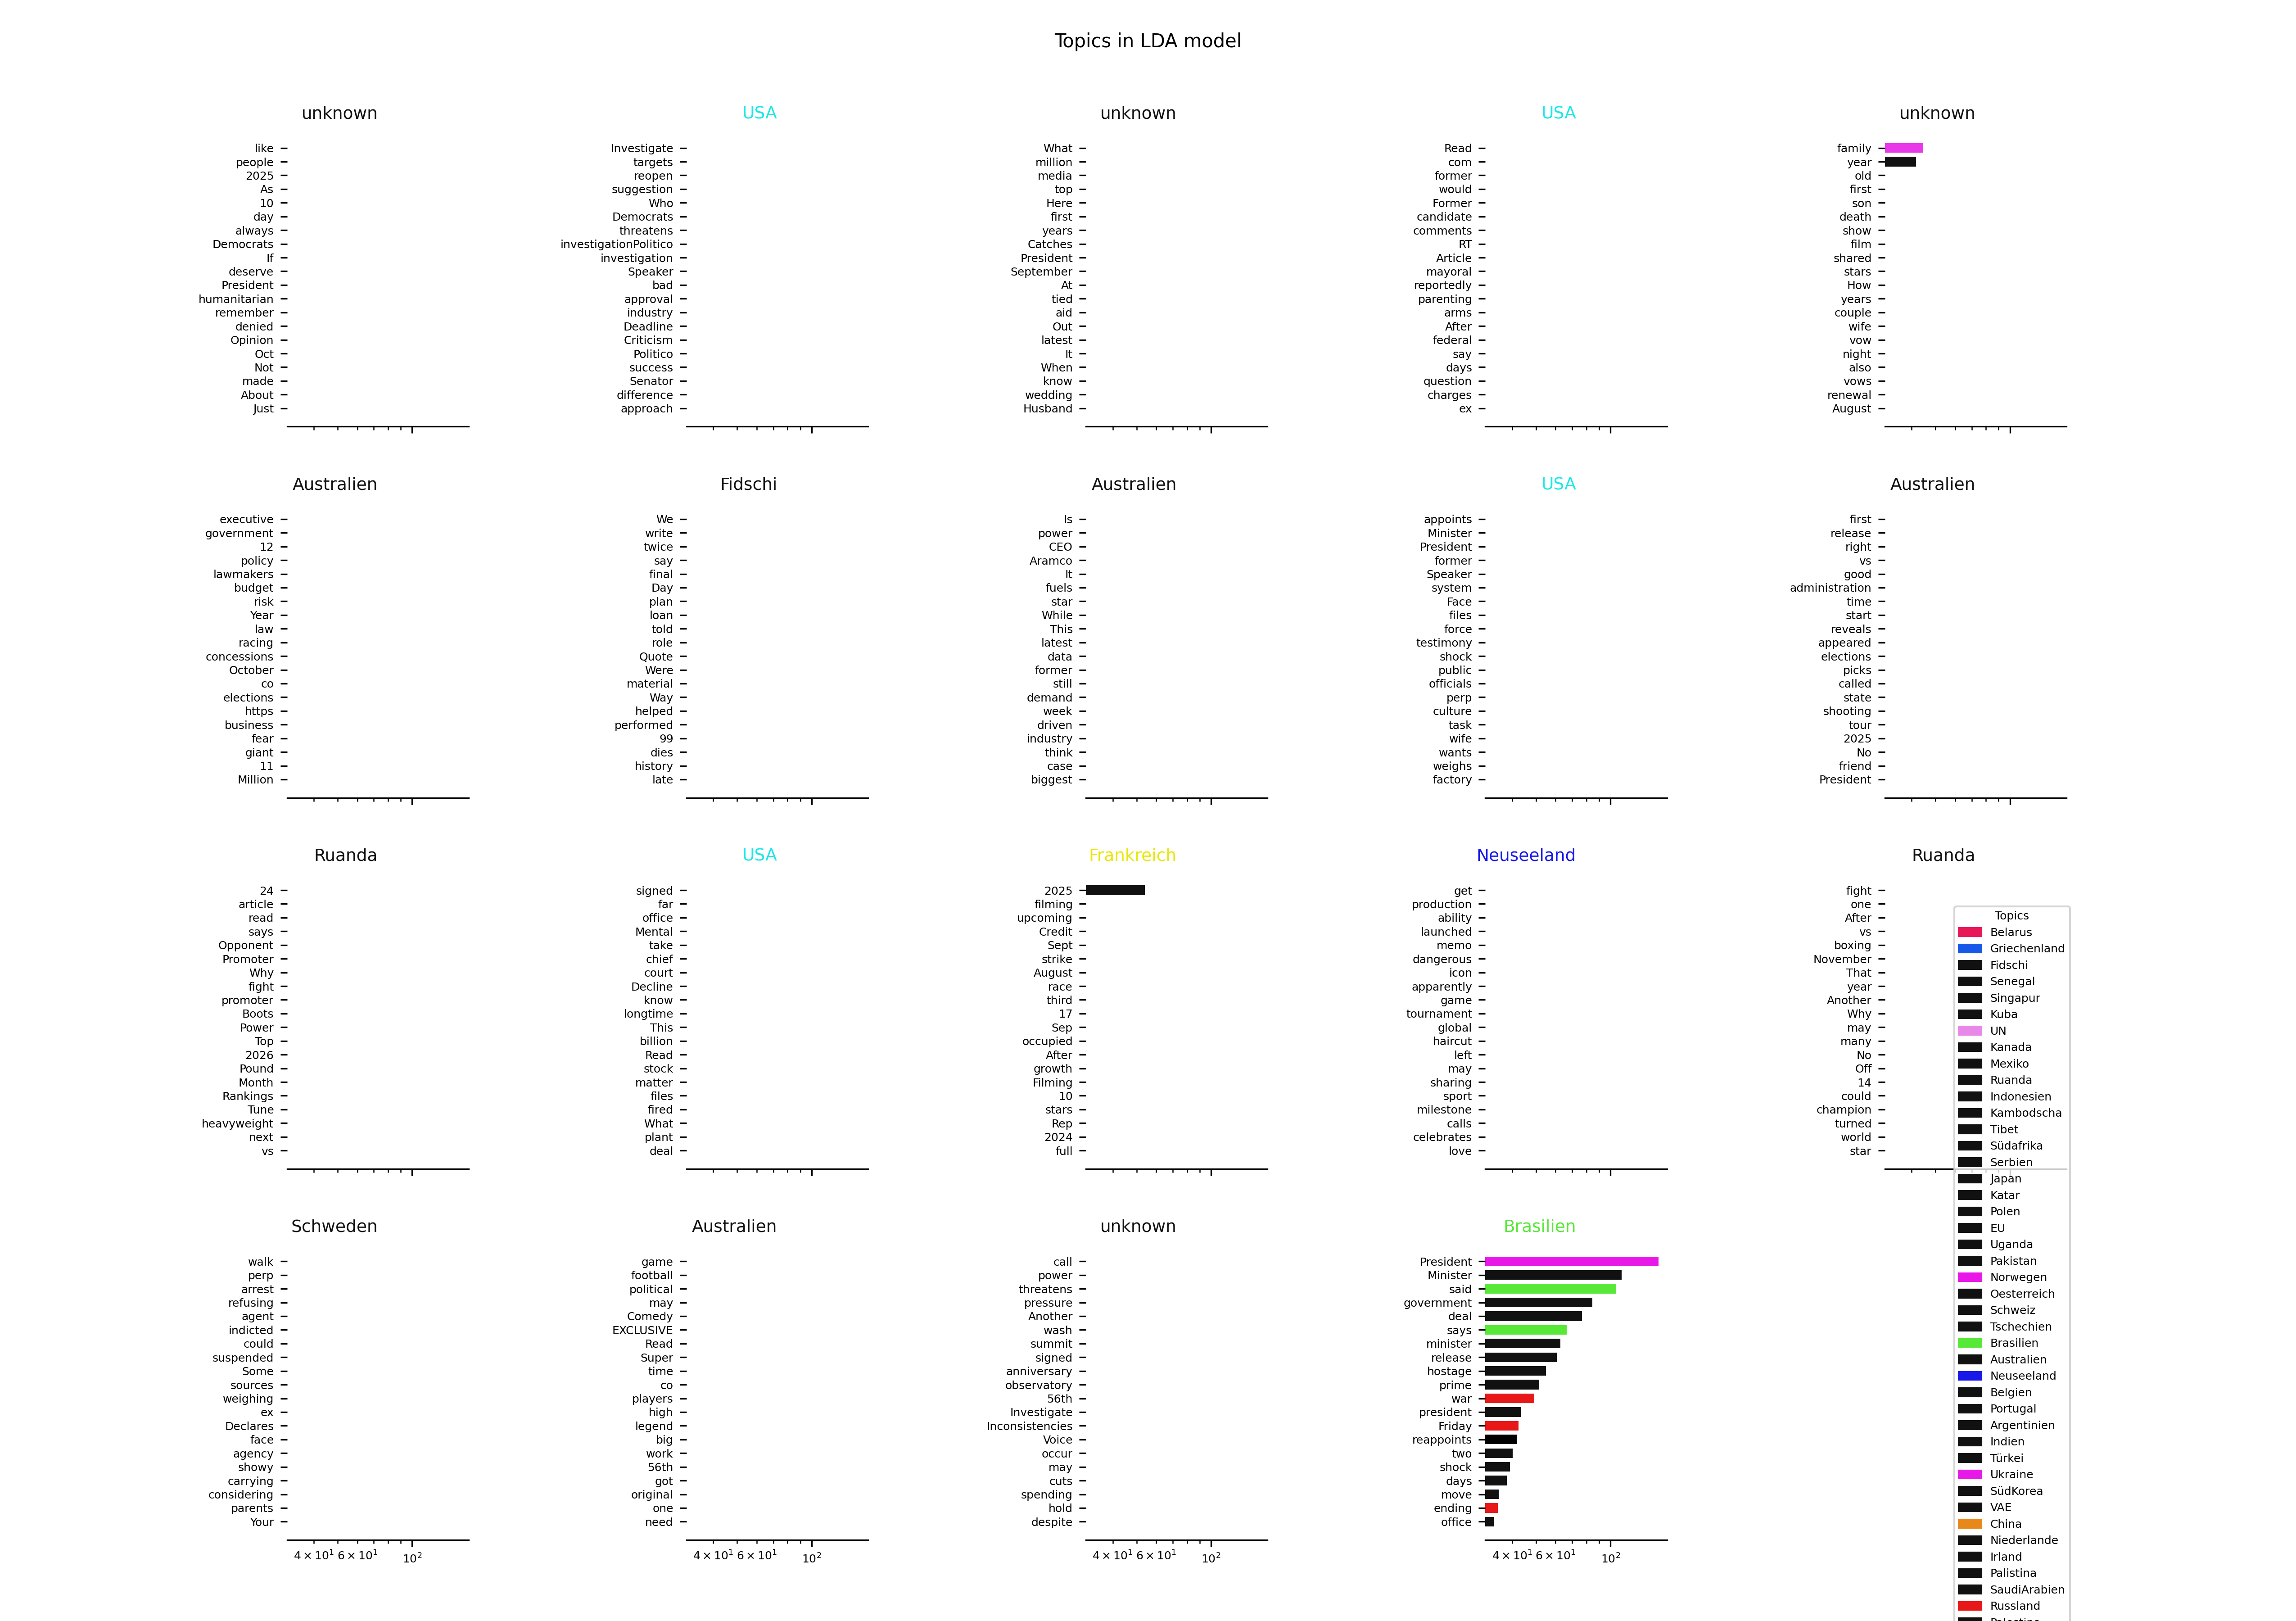 Topics in LDA model
unknown
like
people
2025
As
10
day
always
Democrats
If
deserve
President
humanitarian
remember
denied
Opinion
Oct
Not
made
About
Just
USA
Investigate
targets
reopen
suggestion
Who
Democrats
threatens
investigationPolitico
investigation
Speaker
bad
approval
industry
Deadline
Criticism
Politico
success
Senator
difference
approach
unknown
What
million
media
top
Here
first
years
Catches
President
September
At
tied
aid
Out
latest
It
When
know
wedding
Husband
USA
Read
com
former
would
Former
candidate
comments
RT
Article
mayoral
reportedly
parenting
arms
After
federal
say
days
question
charges
ex
unknown
family
year
old
first
son
death
show
film
shared
stars
How
years
couple
wife
vow
night
also
vows
renewal
August
Australien
executive
government
12
policy
lawmakers
budget
risk
Year
law
racing
concessions
October
co
elections
https
business
fear
giant
11
Million
Fidschi
We
write
twice
say
final
Day
plan
loan
told
role
Quote
Were
material
Way
helped
performed
99
dies
history
late
Australien
Is
power
CEO
Aramco
It
fuels
star
While
This
latest
data
former
still
demand
week
driven
industry
think
case
biggest
USA
appoints
Minister
President
former
Speaker
system
Face
files
force
testimony
shock
public
officials
perp
culture
task
wife
wants
weighs
factory
Australien
first
release
right
vs
good
administration
time
start
reveals
appeared
elections
picks
called
state
shooting
tour
2025
No
friend
President
Ruanda
24
article
read
says
Opponent
Promoter
Why
fight
promoter
Boots
Power
Top
2026
Pound
Month
Rankings
Tune
heavyweight
next
vs
USA
signed
far
office
Mental
take
chief
court
Decline
know
longtime
This
billion
Read
stock
matter
files
fired
What
plant
deal
Frankreich
2025
filming
upcoming
Credit
Sept
strike
August
race
third
17
Sep
occupied
After
growth
Filming
10
stars
Rep
2024
full
Neuseeland
get
production
ability
launched
memo
dangerous
icon
apparently
game
tournament
global
haircut
left
may
sharing
sport
milestone
calls
celebrates
love
Ruanda
fight
one
After
vs
boxing
November
That
year
Another
Why
may
many
No
Off
14
could
champion
turned
world
star
Schweden
walk
perp
arrest
refusing
agent
indicted
could
suspended
Some
sources
weighing
ex
Declares
face
agency
showy
carrying
considering
parents
Your
4 × 10¹ 6 × 10¹ 10²
Australien
game
football
political
may
Comedy
EXCLUSIVE
Read
Super
time
co
players
high
legend
big
work
56th
got
original
one
need
4 × 10¹ 6 × 10¹ 10²
unknown
call
power
threatens
pressure
Another
wash
summit
signed
anniversary
observatory
56th
Investigate
Inconsistencies
Voice
occur
may
cuts
spending
hold
despite
4 × 10¹ 6 × 10¹ 10²
Brasilien
President
Minister
said
government
deal
says
minister
release
hostage
prime
war
president
Friday
reappoints
two
shock
days
move
ending
office
4 × 10¹ 6 × 10¹ 10²
Topics
Belarus
Griechenland
Fidschi
Senegal
Singapur
Kuba
UN
Kanada
Mexiko
Ruanda
Indonesien
Kambodscha
Tibet
Südafrika
Serbien
Japan
Katar
Polen
EU
Uganda
Pakistan
Norwegen
Oesterreich
Schweiz
Tschechien
Brasilien
Australien
Neuseeland
Belgien
Portugal
Argentinien
Indien
Türkei
Ukraine
SüdKorea
VAE
China
Niederlande
Irland
Palistina
SaudiArabien
Russland